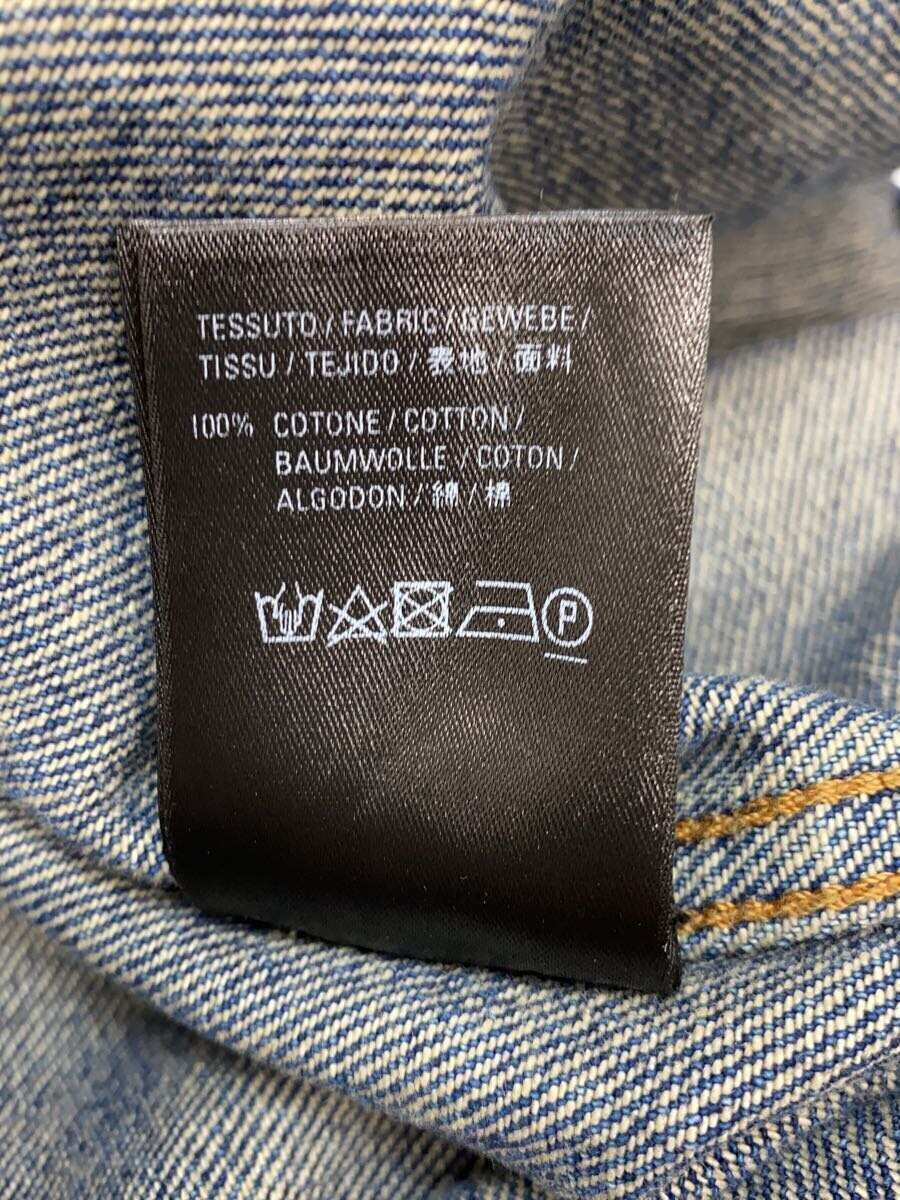 TESSUTO / FABRIC / GEWEBE /
TISSU / TEJIDO / 表地 / 面料
100% COTONE / COTTON /
BAUMWOLLE / COTON /
ALGODON / 綿 / 棉
P